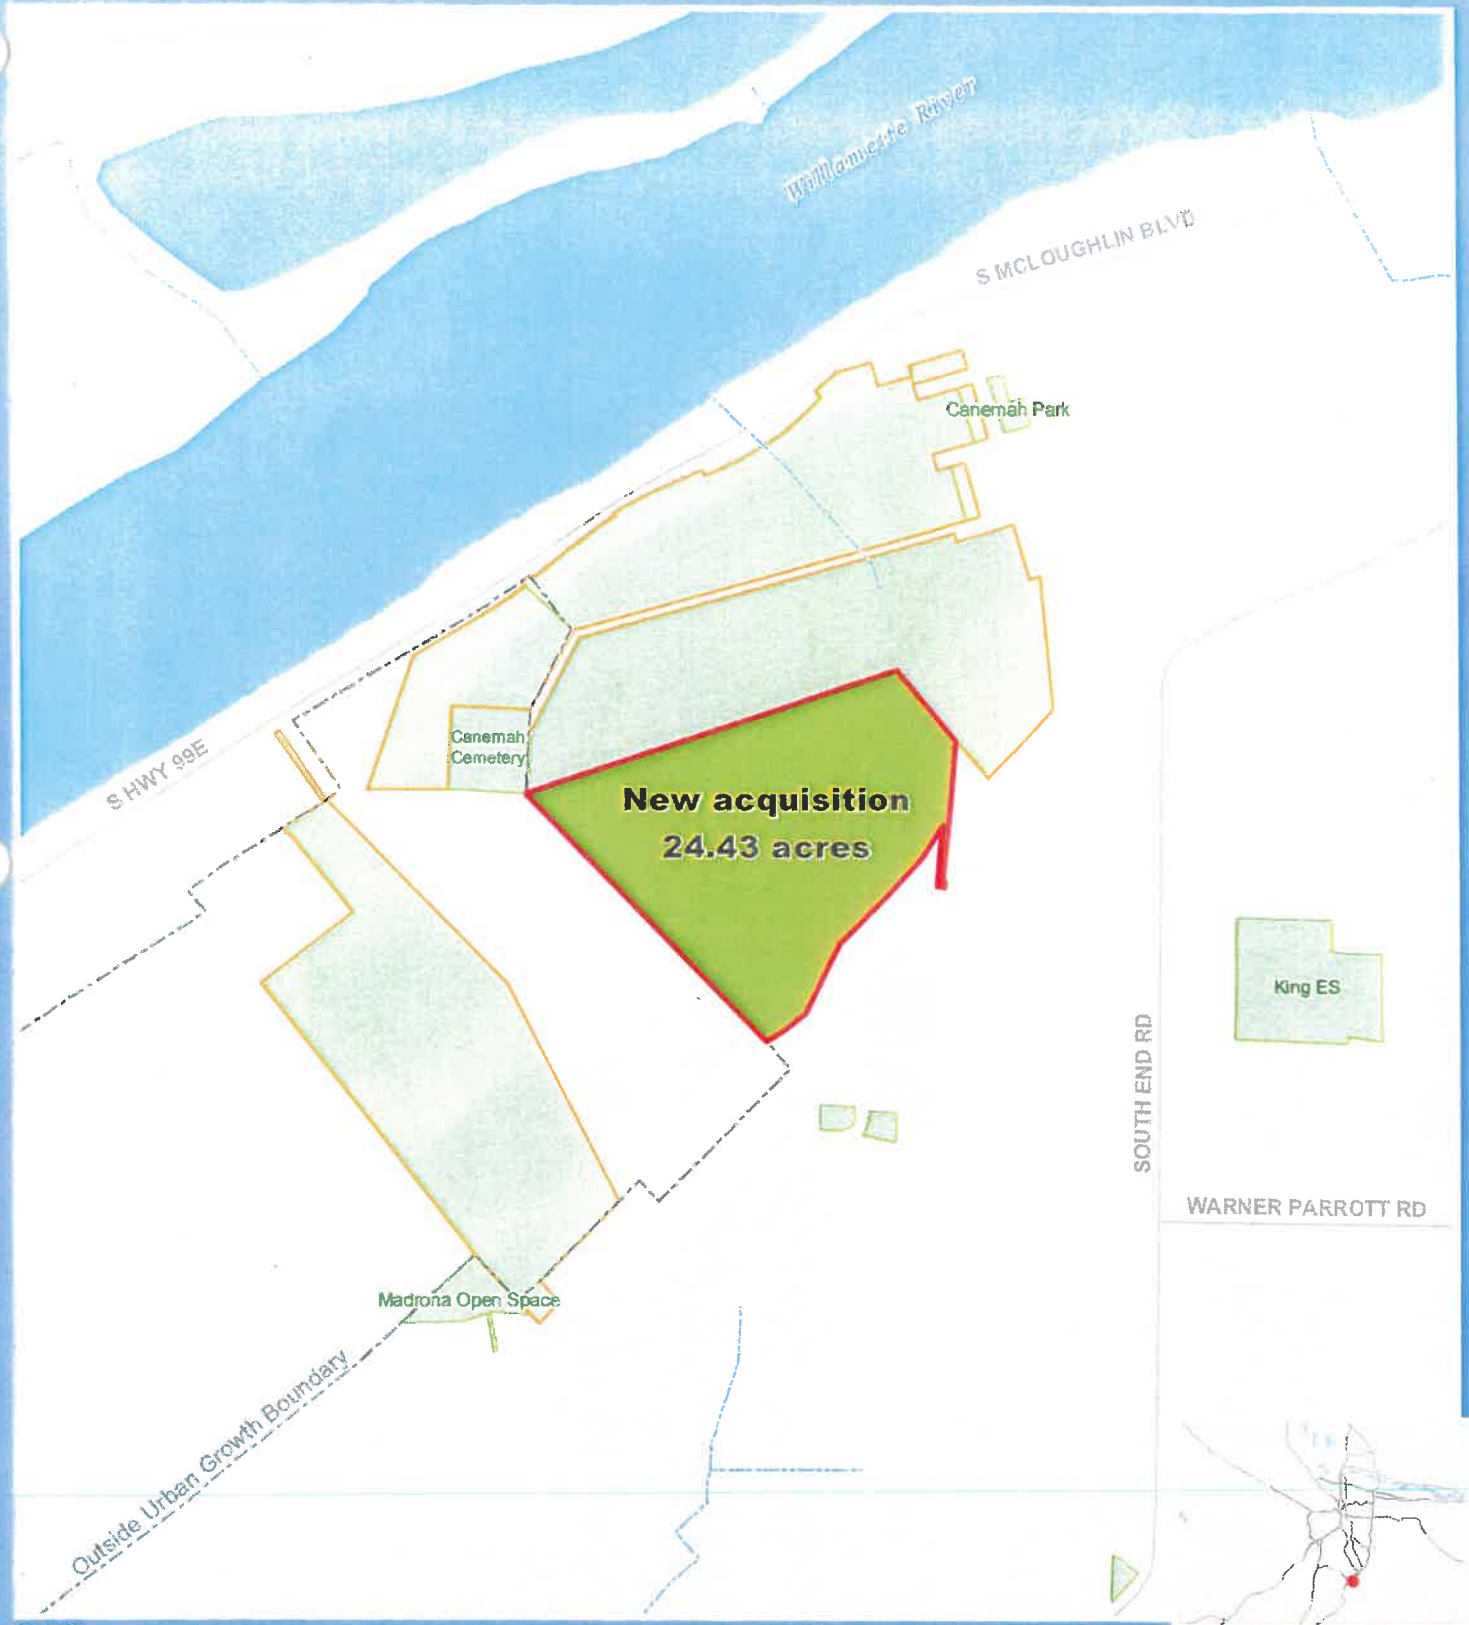 Willamette River
S MCLOUGHLIN BLVD
Canemah Park
Canemah
Cemetery
S HWY 99E
New acquisition
24.43 acres
King ES
SOUTH END RD
WARNER PARROTT RD
Madrona Open Space
Outside Urban Growth Boundary